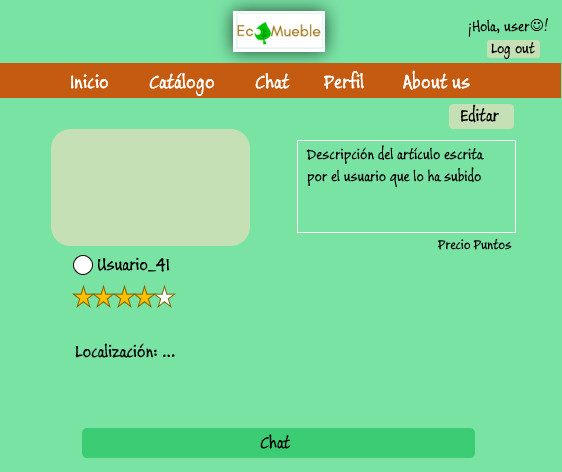 EcoMueble
¡Hola, user☺!
Log out
Inicio Catálogo Chat Perfil About us
Editar
Descripción del artículo escrita
por el usuario que lo ha subido
Precio Puntos
Usuario_41
Localización: ...
Chat